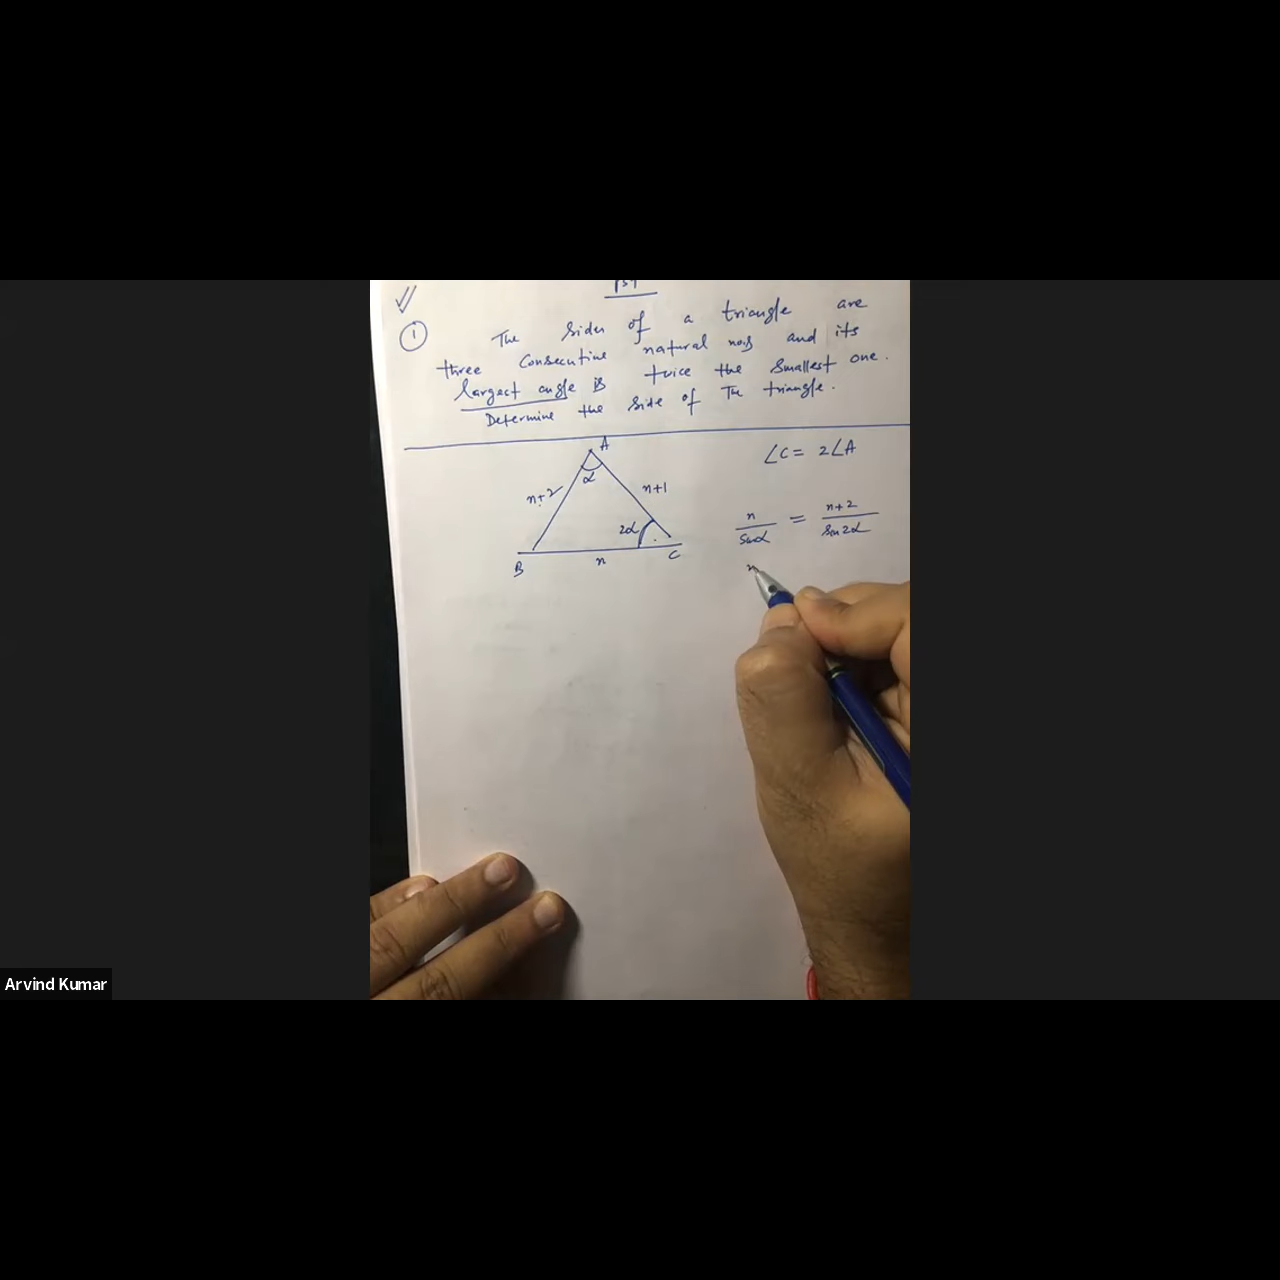 1
The sides of a triangle are
three Consecutive natural nos and its
largest angle is twice the smallest one.
Determine the side of The triangle.
A
∠C = 2∠A
α
n+2
n+1
n/sinα = n+2/sin2α
2α
B
n
C
n
Arvind Kumar